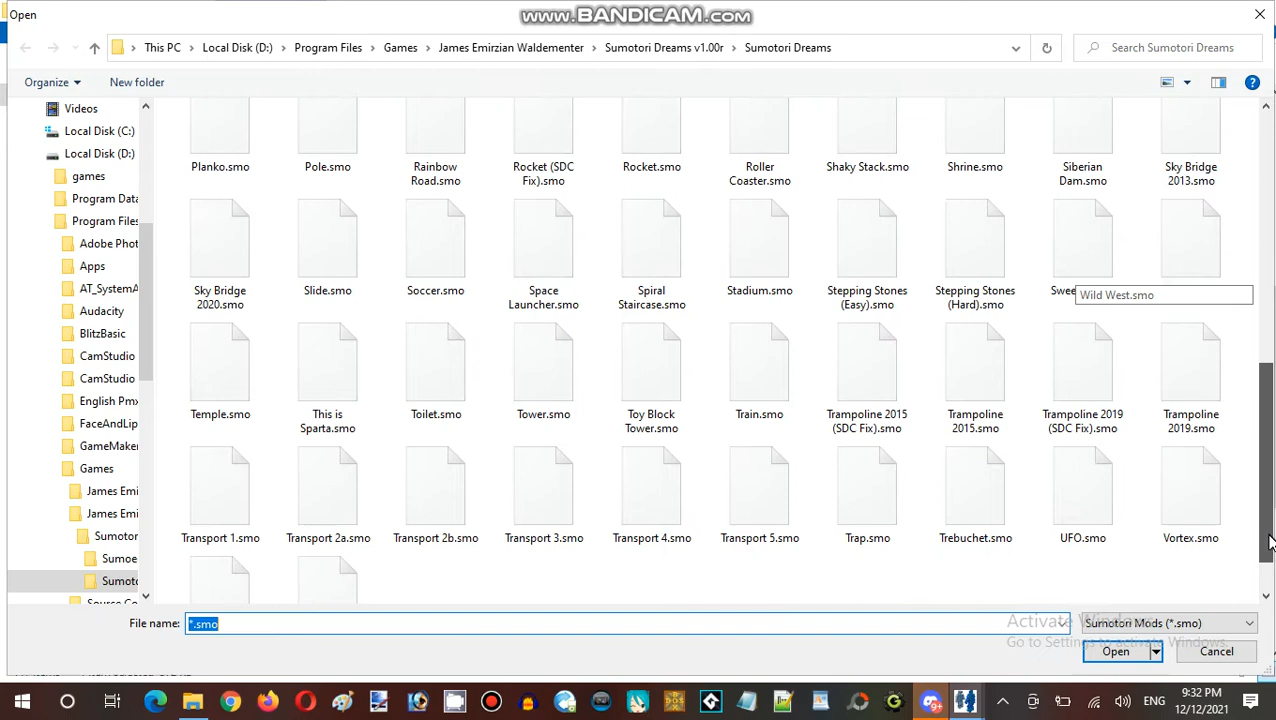 Open
www.BANDICAM.com
This PC
Local Disk (D:)
Program Files
Games
James Emirzian Waldementer
Sumotori Dreams v1.00r
Sumotori Dreams
Search Sumotori Dreams
Organize
New folder
Videos
Local Disk (C:)
Local Disk (D:)
games
Program Data
Program Files
Adobe Phot
Apps
AT_SystemA
Audacity
BlitzBasic
CamStudio
CamStudio
English Pmx
FaceAndLip
GameMaker
Games
James Emi
James Emi
Sumotor
Sumoe
Sumoto
Source Co
Planko.smo
Pole.smo
Rainbow
Road.smo
Rocket (SDC
Fix).smo
Rocket.smo
Roller
Coaster.smo
Shaky Stack.smo
Shrine.smo
Siberian
Dam.smo
Sky Bridge
2013.smo
Sky Bridge
2020.smo
Slide.smo
Soccer.smo
Space
Launcher.smo
Spiral
Staircase.smo
Stadium.smo
Stepping Stones
(Easy).smo
Stepping Stones
(Hard).smo
Swee
Wild West.smo
Temple.smo
This is
Sparta.smo
Toilet.smo
Tower.smo
Toy Block
Tower.smo
Train.smo
Trampoline 2015
(SDC Fix).smo
Trampoline
2015.smo
Trampoline 2019
(SDC Fix).smo
Trampoline
2019.smo
Transport 1.smo
Transport 2a.smo
Transport 2b.smo
Transport 3.smo
Transport 4.smo
Transport 5.smo
Trap.smo
Trebuchet.smo
UFO.smo
Vortex.smo
File name:
*.smo
Sumotori Mods (*.smo)
Activate Windows
Go to Settings to activate Windows.
Open
Cancel
ENG
9:32 PM
12/12/2021